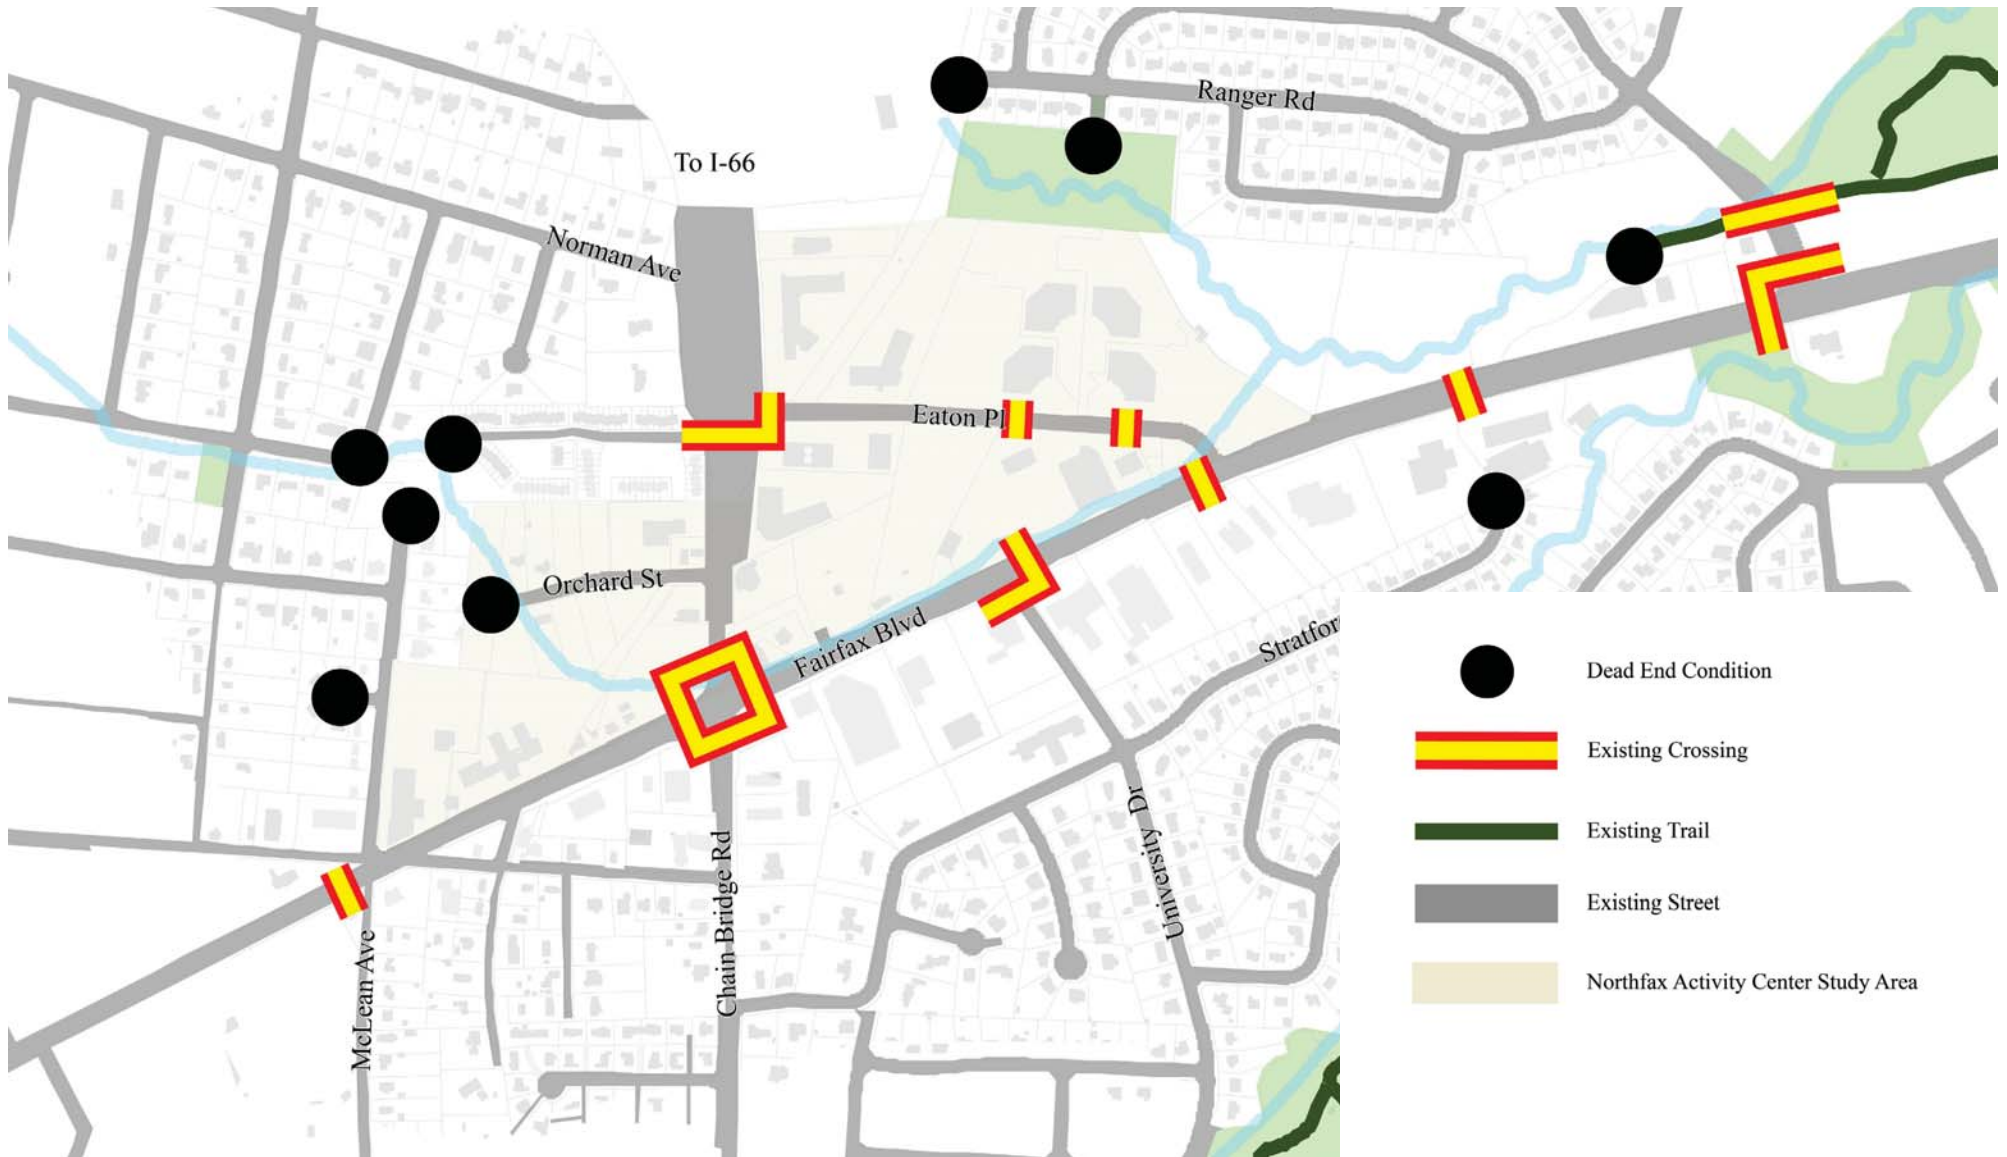 Ranger Rd
To I-66
Norman Ave
Eaton Pl
Orchard St
Fairfax Blvd
Stratfor
University Dr
Chain Bridge Rd
McLean Ave
Dead End Condition
Existing Crossing
Existing Trail
Existing Street
Northfax Activity Center Study Area